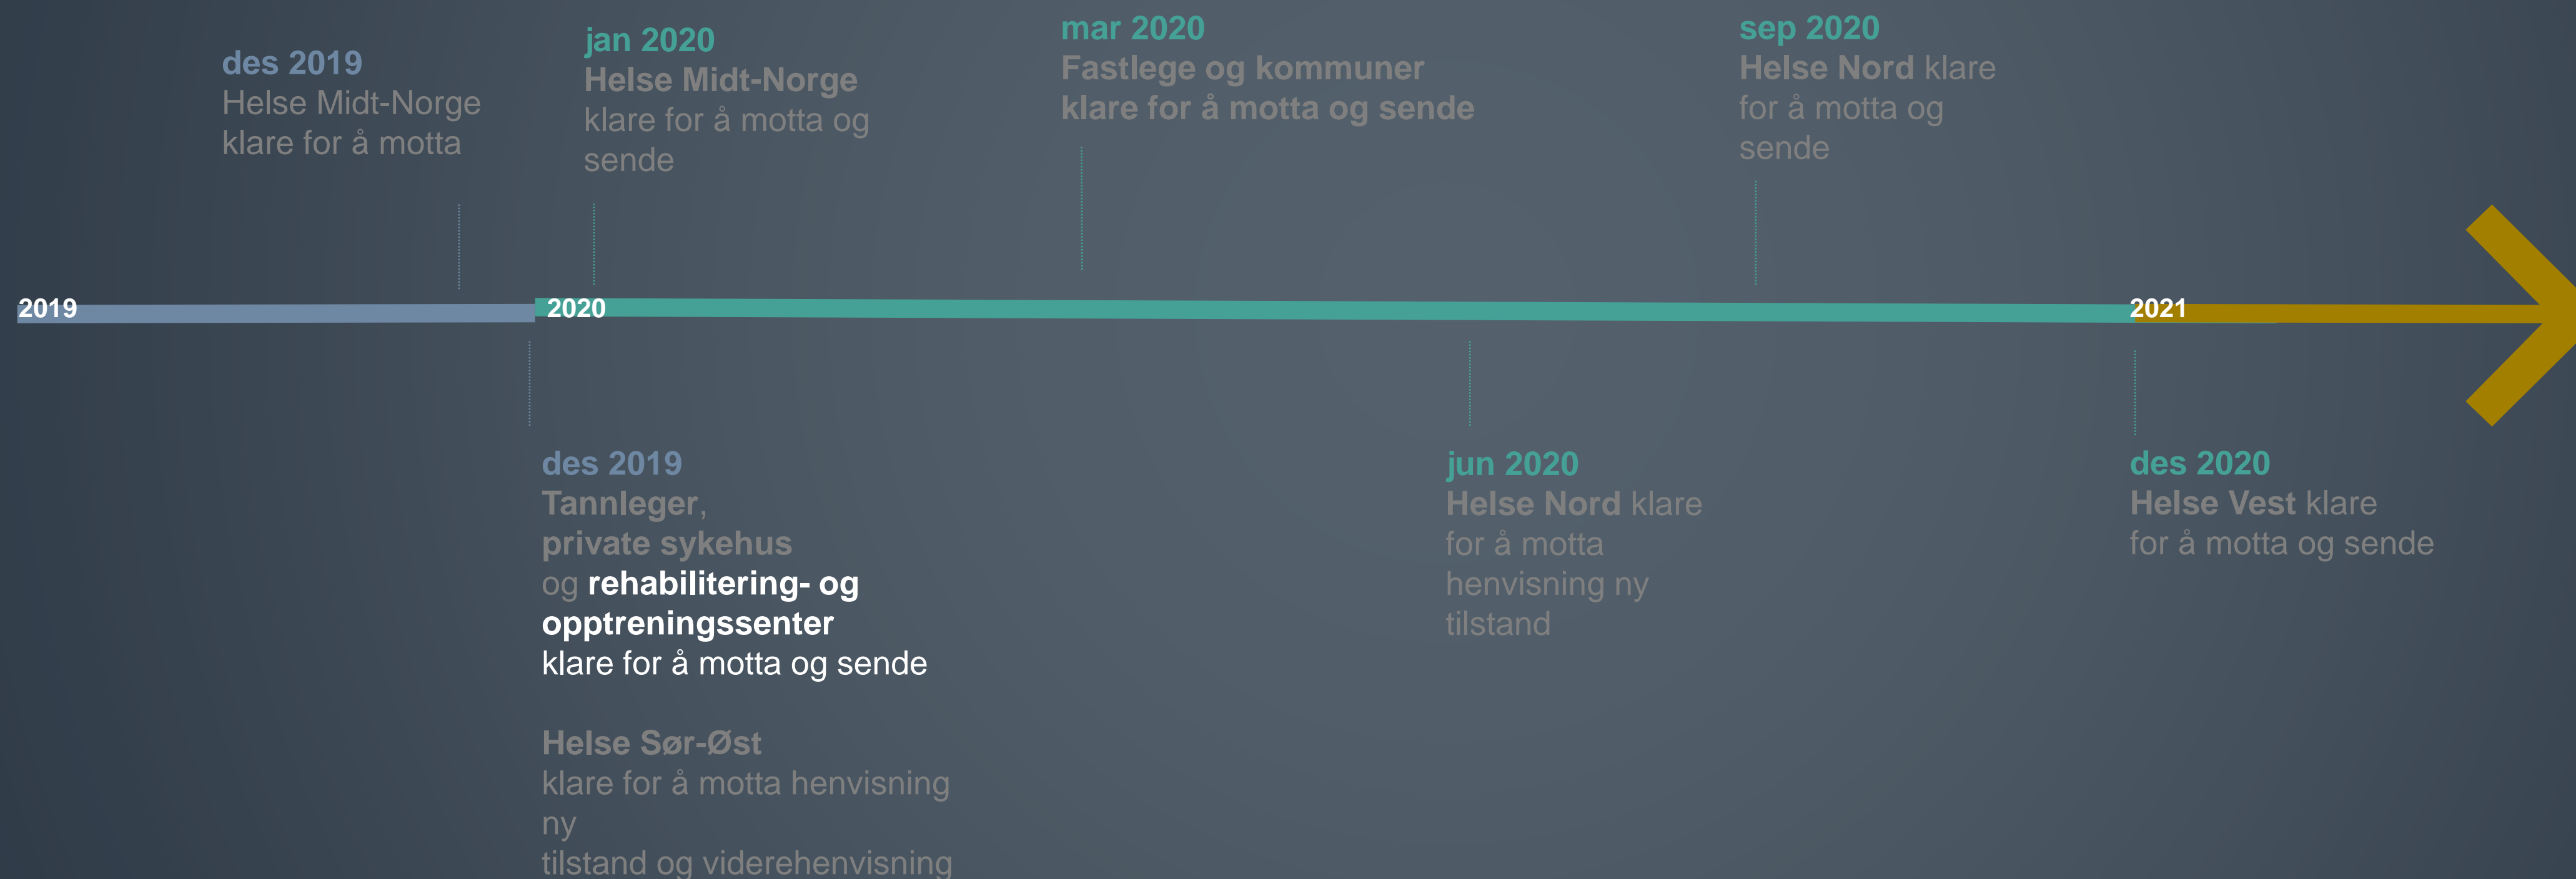 des 2019
Helse Midt-Norge
klare for å motta
jan 2020
Helse Midt-Norge
klare for å motta og
sende
mar 2020
Fastlege og kommuner
klare for å motta og sende
sep 2020
Helse Nord klare
for å motta og
sende
2019
2020
2021
des 2019
Tannleger,
private sykehus
og rehabilitering- og
opptreningssenter
klare for å motta og sende
Helse Sør-Øst
klare for å motta henvisning
ny
tilstand og viderehenvisning
jun 2020
Helse Nord klare
for å motta
henvisning ny
tilstand
des 2020
Helse Vest klare
for å motta og sende